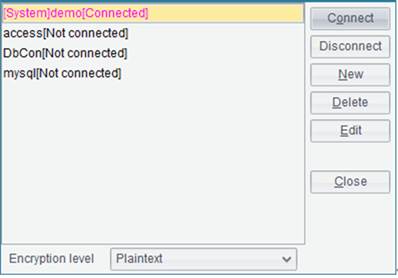 [System]demo[Connected]
access[Not connected]
DbCon[Not connected]
mysql[Not connected]
Connect
Disconnect
New
Delete
Edit
Close
Encryption level Plaintext